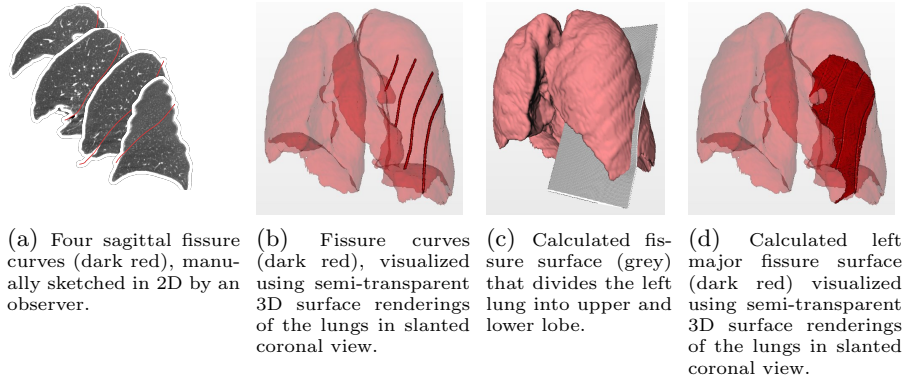 (a) Four sagittal fissure
curves (dark red), manu-
ally sketched in 2D by an
observer.
(b) Fissure curves
(dark red), visualized
using semi-transparent
3D surface renderings
of the lungs in slanted
coronal view.
(c) Calculated fis-
sure surface (grey)
that divides the left
lung into upper and
lower lobe.
(d) Calculated left
major fissure surface
(dark red) visualized
using semi-transparent
3D surface renderings
of the lungs in slanted
coronal view.